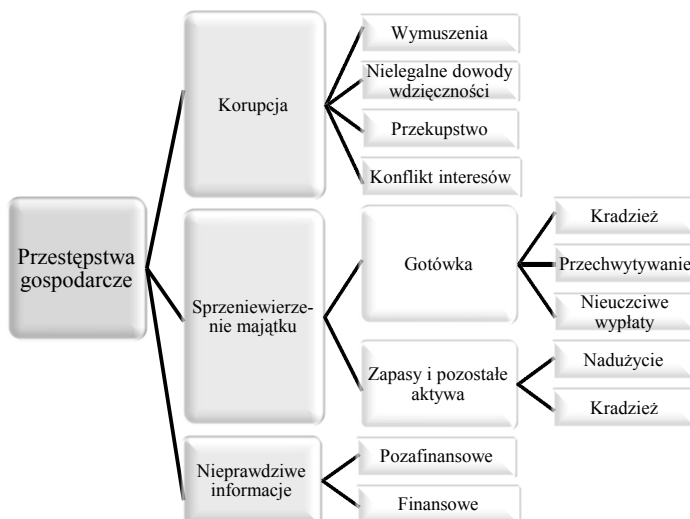 Przestępstwa
gospodarcze
Korupcja
Wymuszenia
Nielegalne dowody
wdzięczności
Przekupstwo
Konflikt interesów
Sprzeniewierze-
nie majątku
Gotówka
Kradzież
Przechwytywanie
Nieuczciwe
wypłaty
Zapasy i pozostałe
aktywa
Nadużycie
Kradzież
Nieprawdziwe
informacje
Pozafinansowe
Finansowe